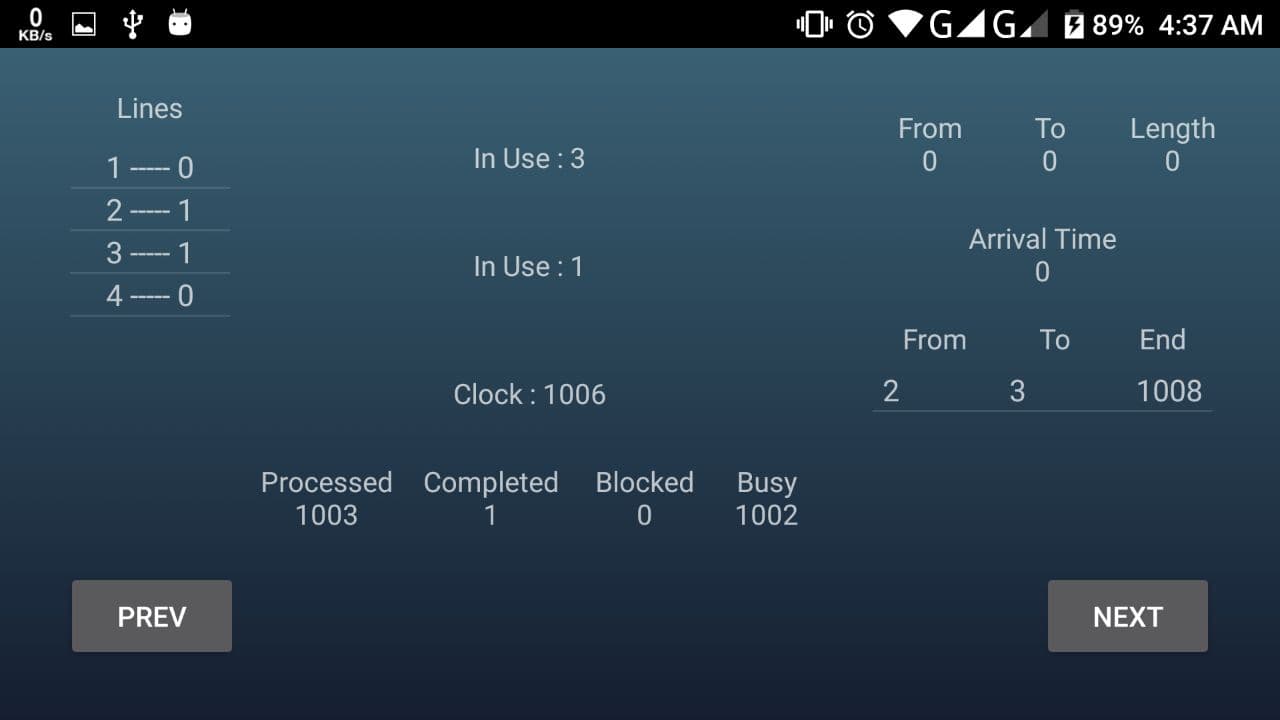 0
KB/s
G G 89% 4:37 AM
Lines
1 ----- 0
2 ----- 1
3 ----- 1
4 ----- 0
In Use : 3
In Use : 1
Clock : 1006
From To Length
0 0 0
Arrival Time
0
From To End
2 3 1008
Processed Completed Blocked Busy
1003 1 0 1002
PREV
NEXT